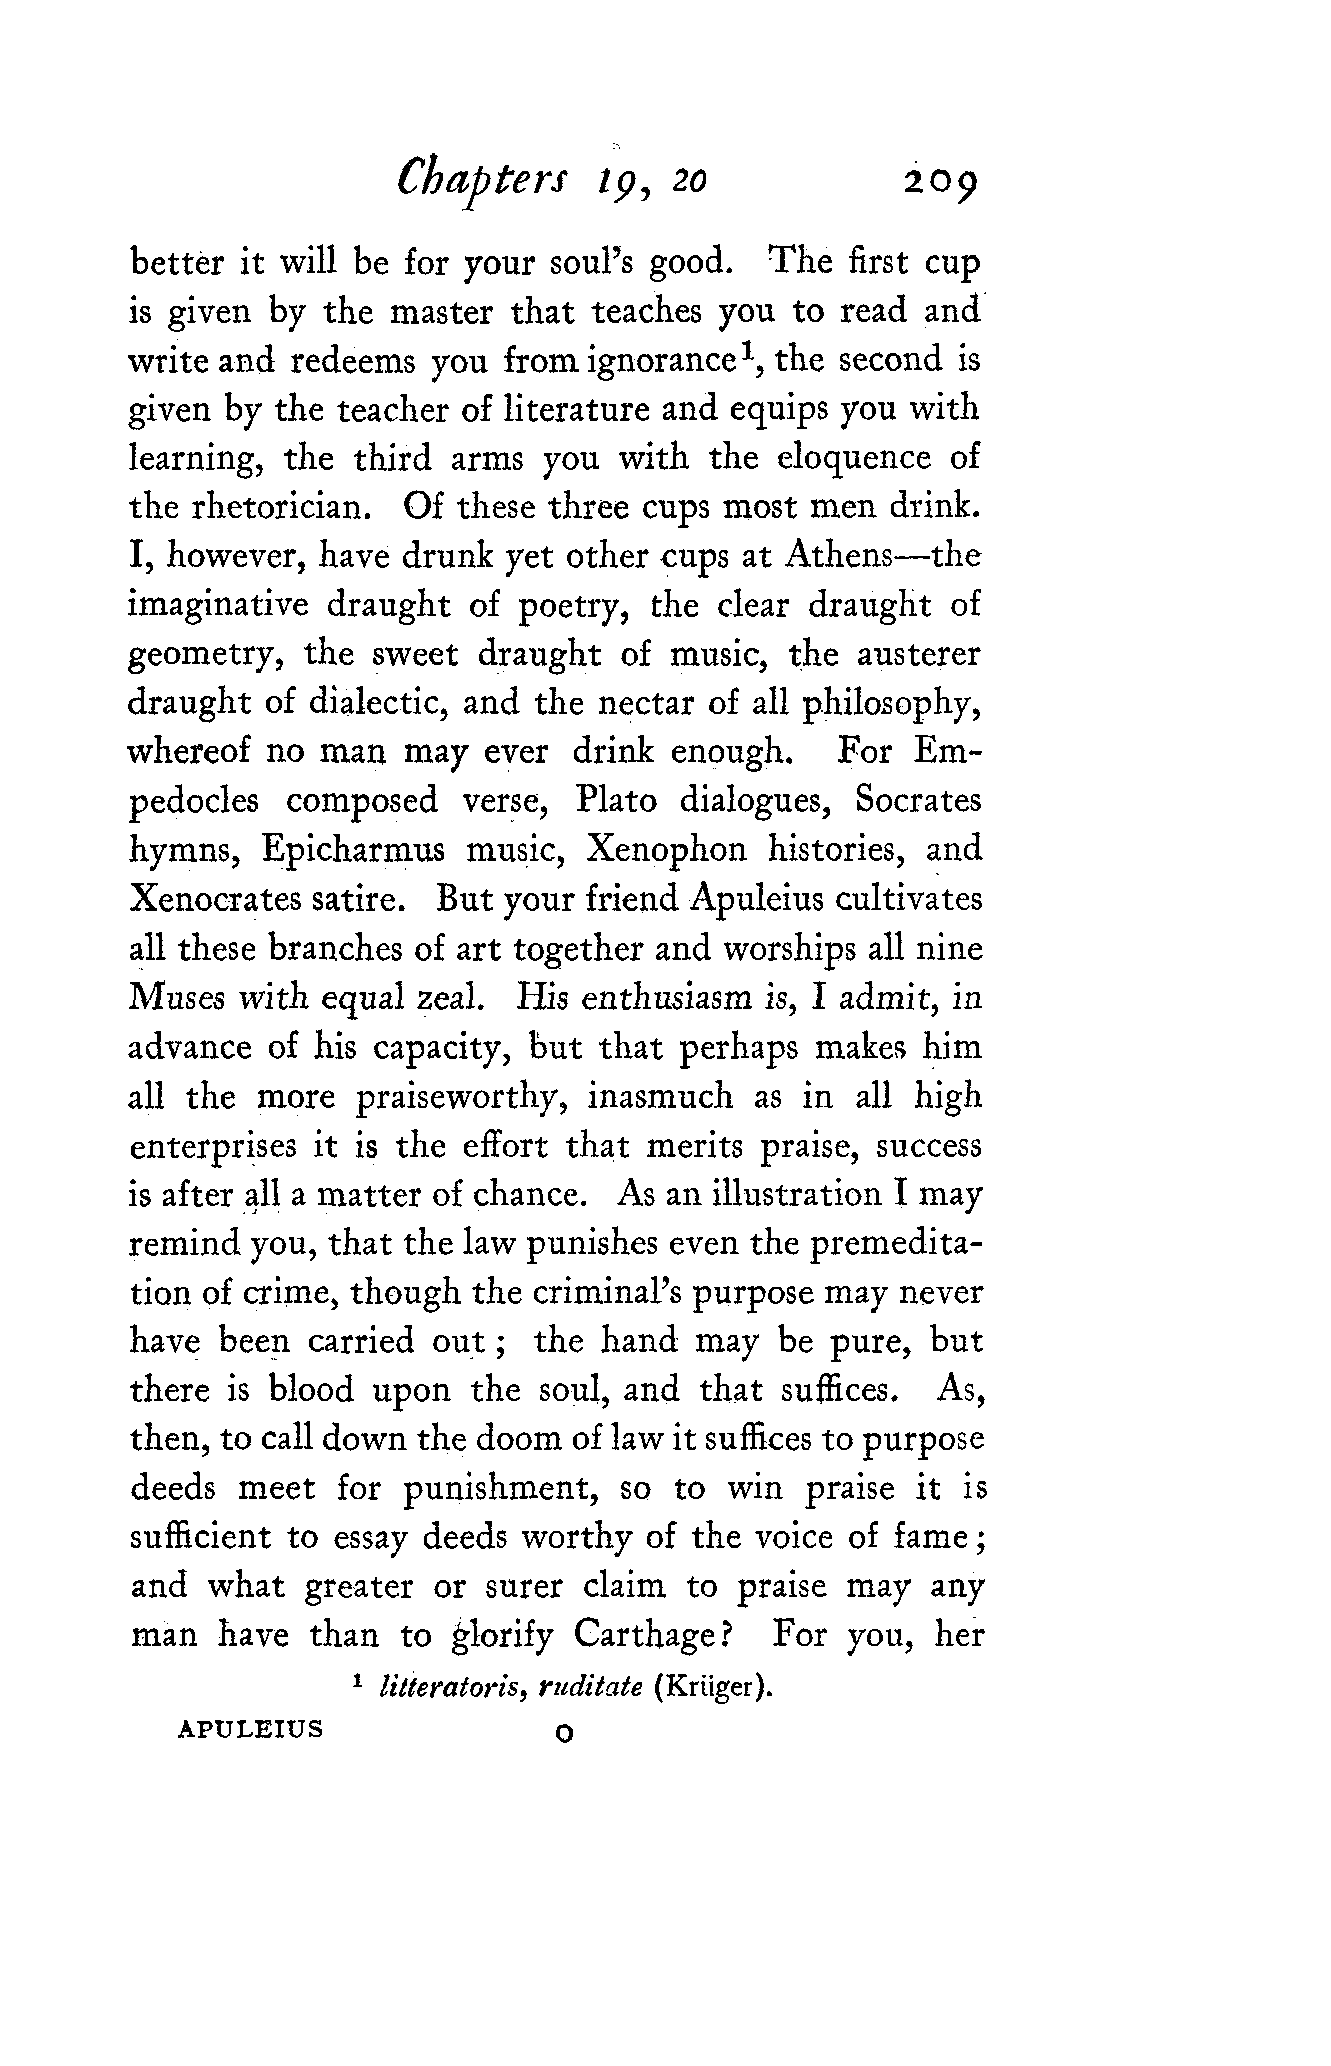 Chapters 19, 20 209
better it will be for your soul's good. The first cup
is given by the master that teaches you to read and
write and redeems you from ignorance¹, the second is
given by the teacher of literature and equips you with
learning, the third arms you with the eloquence of
the rhetorician. Of these three cups most men drink.
I, however, have drunk yet other cups at Athens—the
imaginative draught of poetry, the clear draught of
geometry, the sweet draught of music, the austerer
draught of dialectic, and the nectar of all philosophy,
whereof no man may ever drink enough. For Em-
pedocles composed verse, Plato dialogues, Socrates
hymns, Epicharmus music, Xenophon histories, and
Xenocrates satire. But your friend Apuleius cultivates
all these branches of art together and worships all nine
Muses with equal zeal. His enthusiasm is, I admit, in
advance of his capacity, but that perhaps makes him
all the more praiseworthy, inasmuch as in all high
enterprises it is the effort that merits praise, success
is after all a matter of chance. As an illustration I may
remind you, that the law punishes even the premedita-
tion of crime, though the criminal's purpose may never
have been carried out ; the hand may be pure, but
there is blood upon the soul, and that suffices. As,
then, to call down the doom of law it suffices to purpose
deeds meet for punishment, so to win praise it is
sufficient to essay deeds worthy of the voice of fame ;
and what greater or surer claim to praise may any
man have than to glorify Carthage? For you, her
¹ litteratoris, ruditate (Krüger).
APULEIUS O